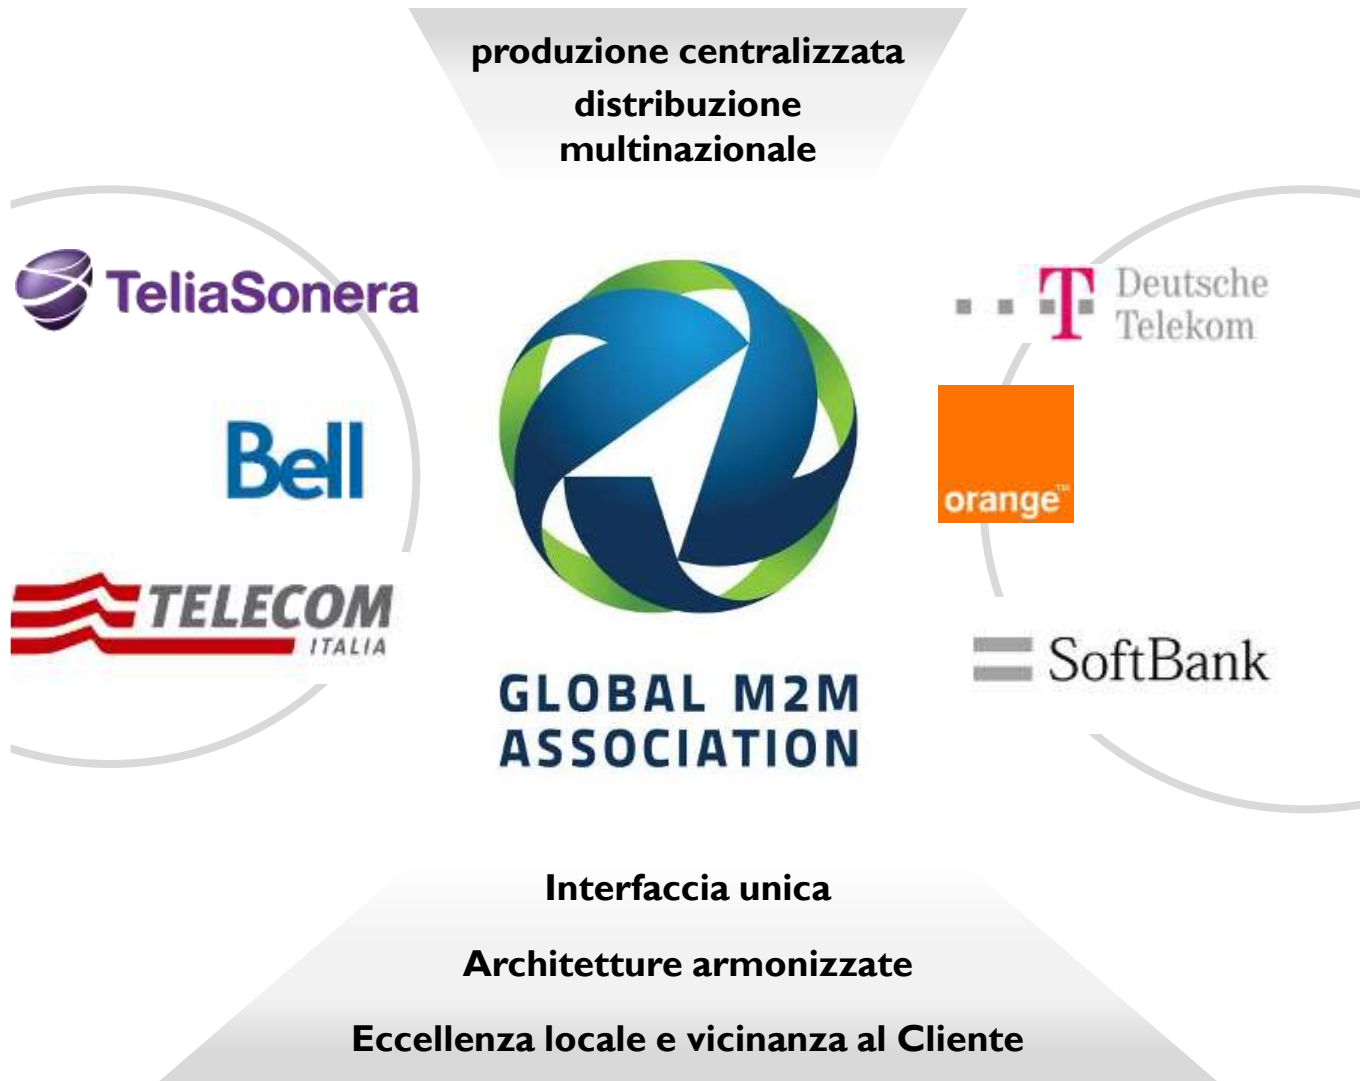 produzione centralizzata
distribuzione
multinazionale
TeliaSonera
Bell
TELECOM
ITALIA
GLOBAL M2M
ASSOCIATION
T Deutsche
Telekom
orange™
SoftBank
Interfaccia unica
Architetture armonizzate
Eccellenza locale e vicinanza al Cliente